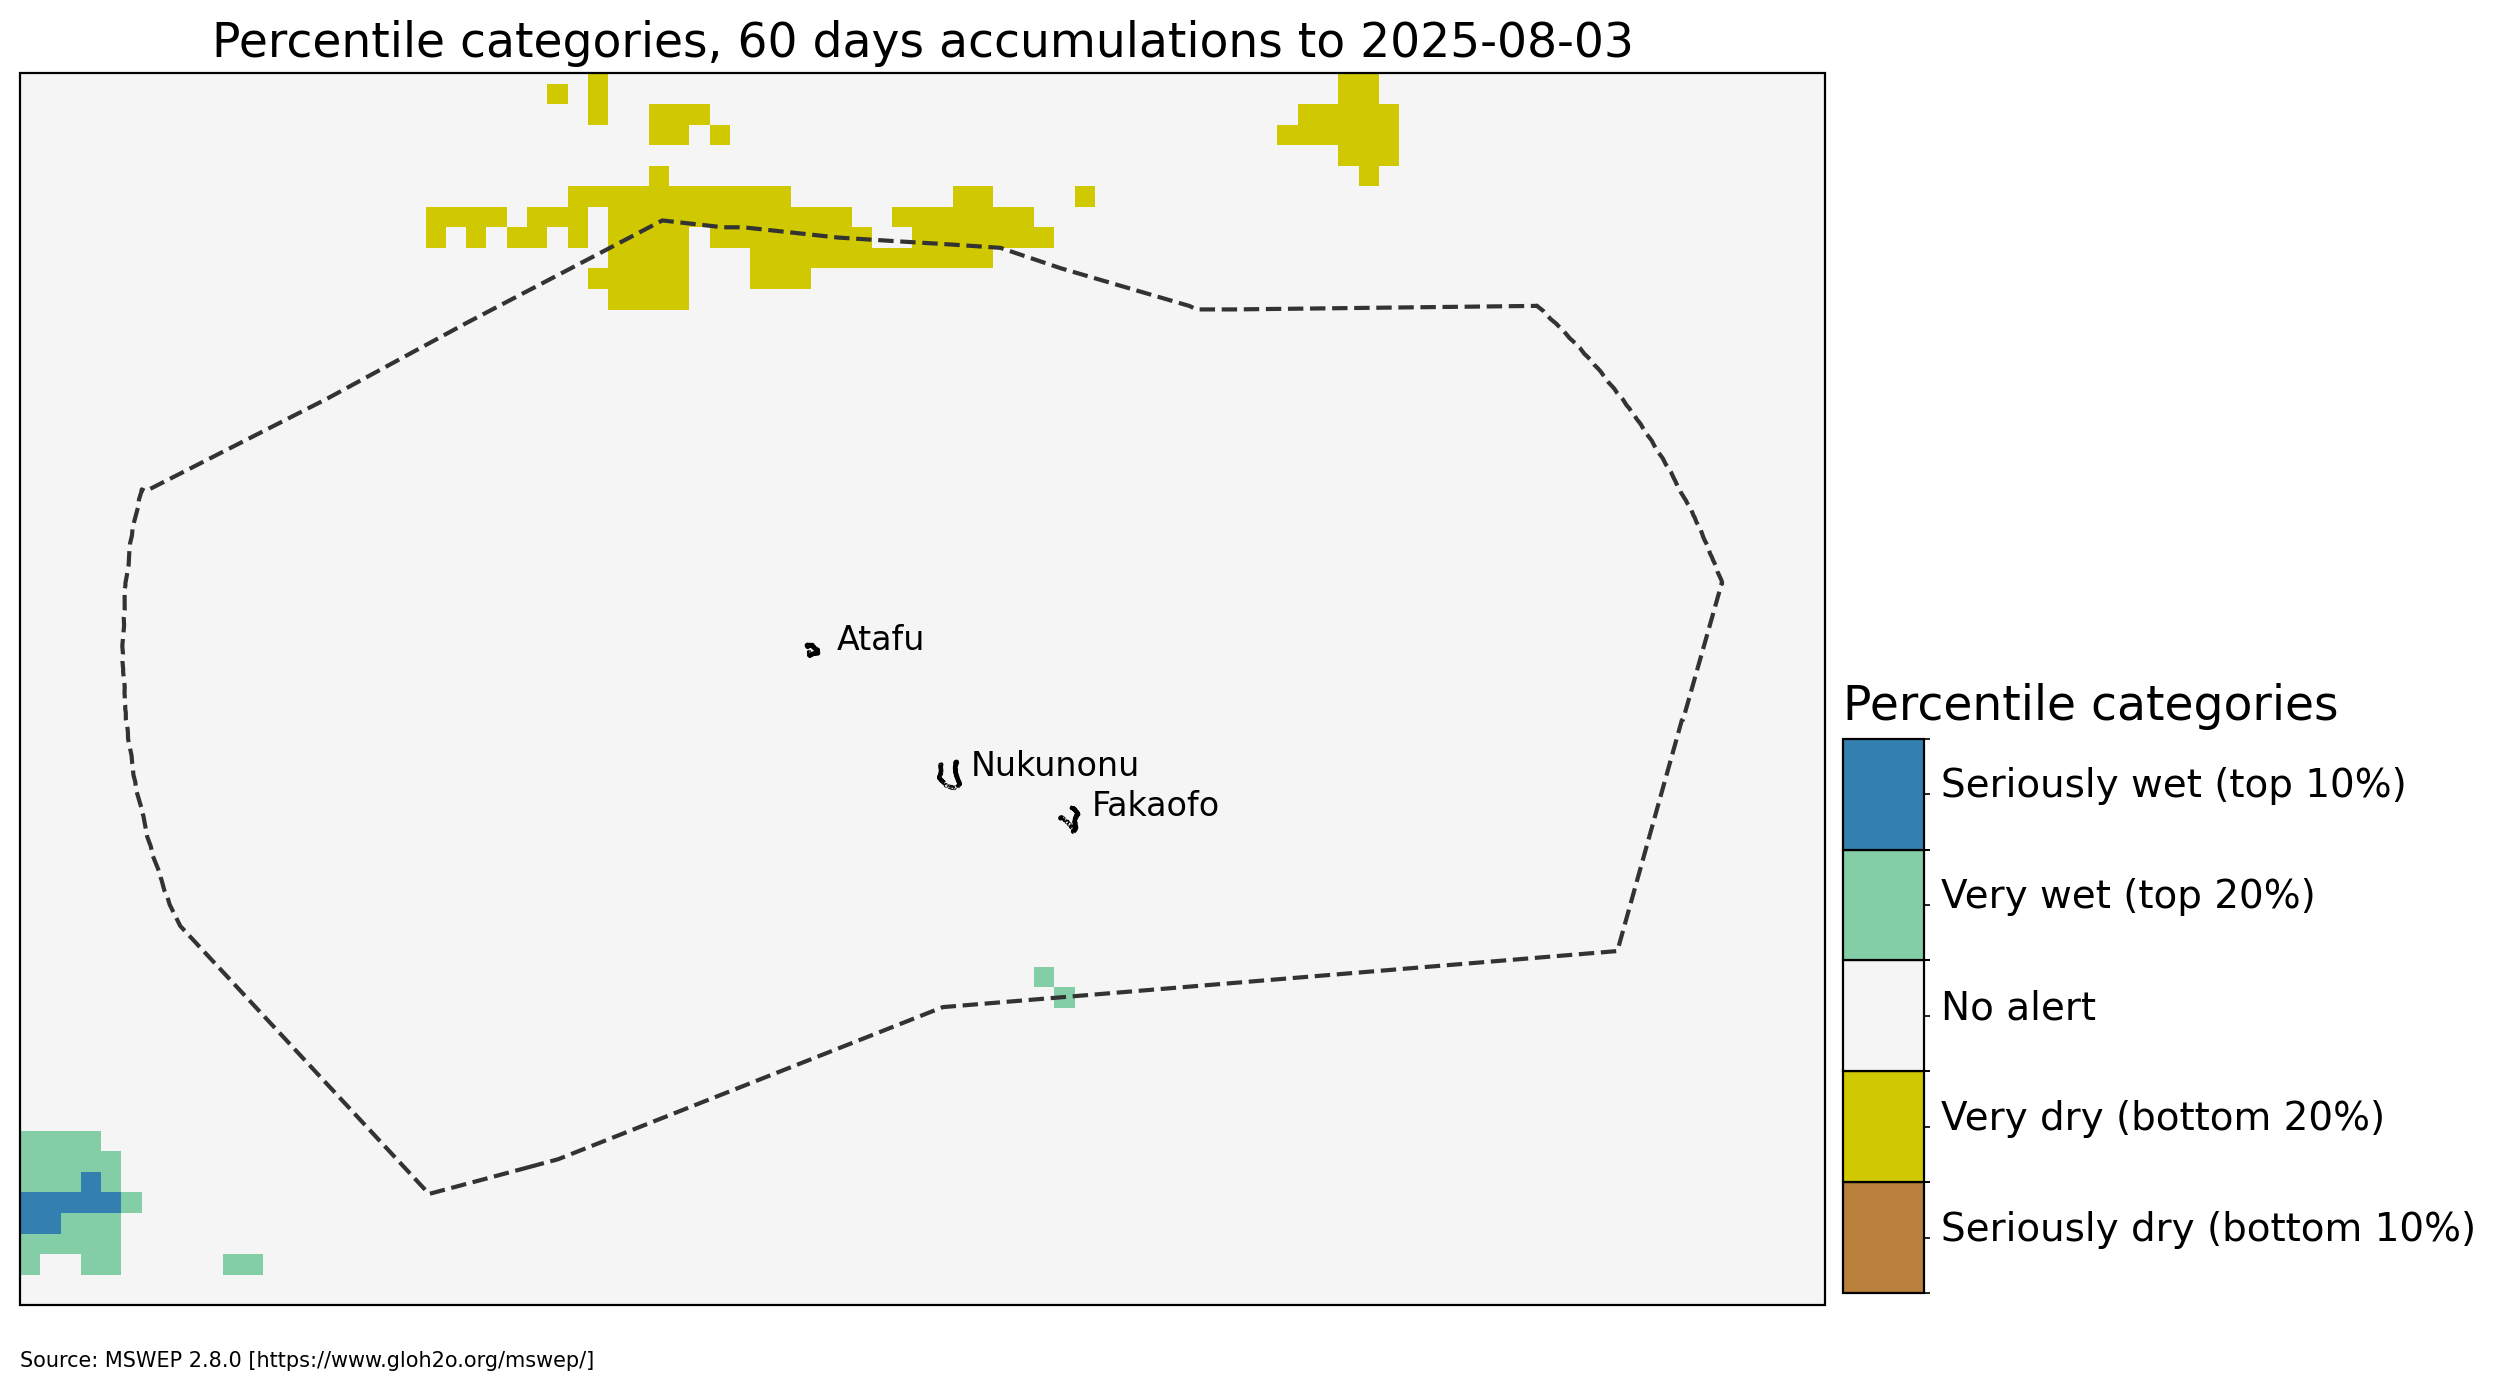 Percentile categories, 60 days accumulations to 2025-08-03
Atafu
Nukunonu
Fakaofo
Percentile categories
Seriously wet (top 10%)
Very wet (top 20%)
No alert
Very dry (bottom 20%)
Seriously dry (bottom 10%)
Source: MSWEP 2.8.0 [https://www.gloh2o.org/mswep/]